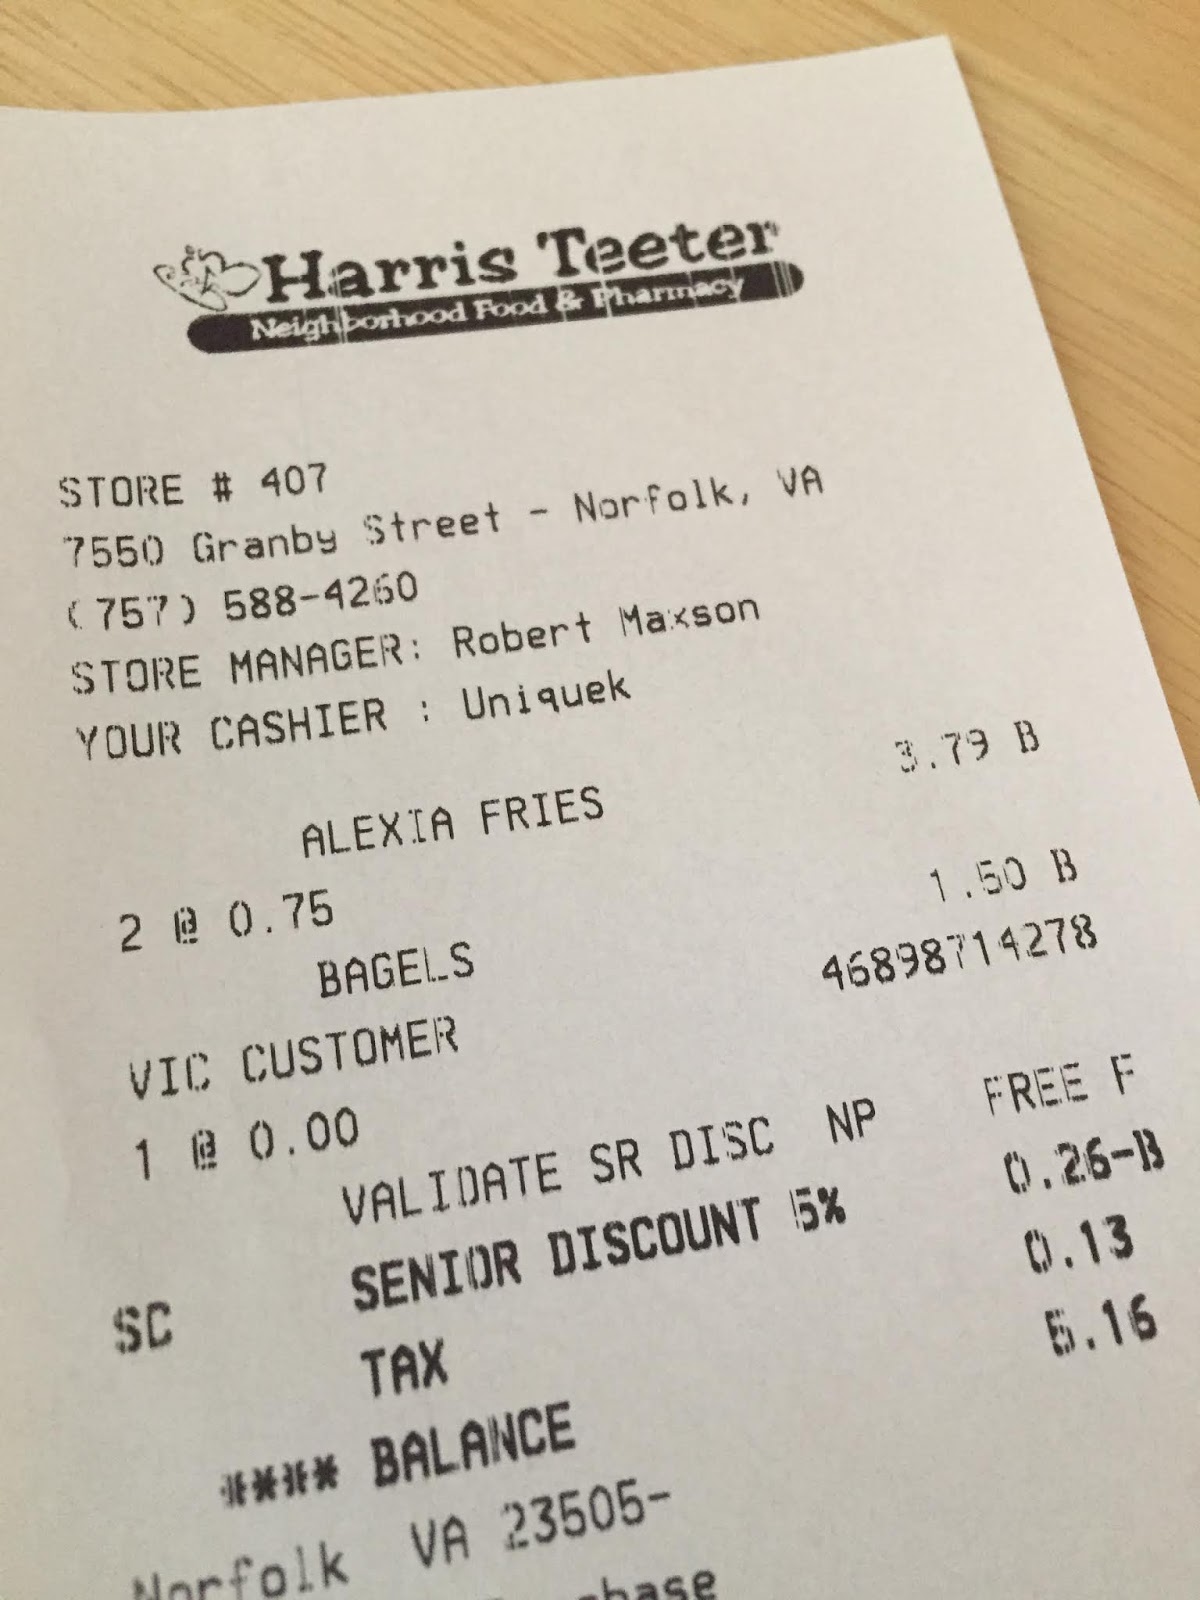 Harris Teeter
Neighborhood Food & Pharmacy
STORE # 407
7550 Granby Street - Norfolk, VA
(757) 588-4260
STORE MANAGER: Robert Maxson
YOUR CASHIER : Uniquek
ALEXIA FRIES 3.79 B
2 @ 0.75
BAGELS 1.50 B
VIC CUSTOMER 46898714278
1 @ 0.00
VALIDATE SR DISC NP FREE F
SC SENIOR DISCOUNT 5% 0.26-B
TAX 0.13
**** BALANCE 5.16
Norfolk VA 23505-